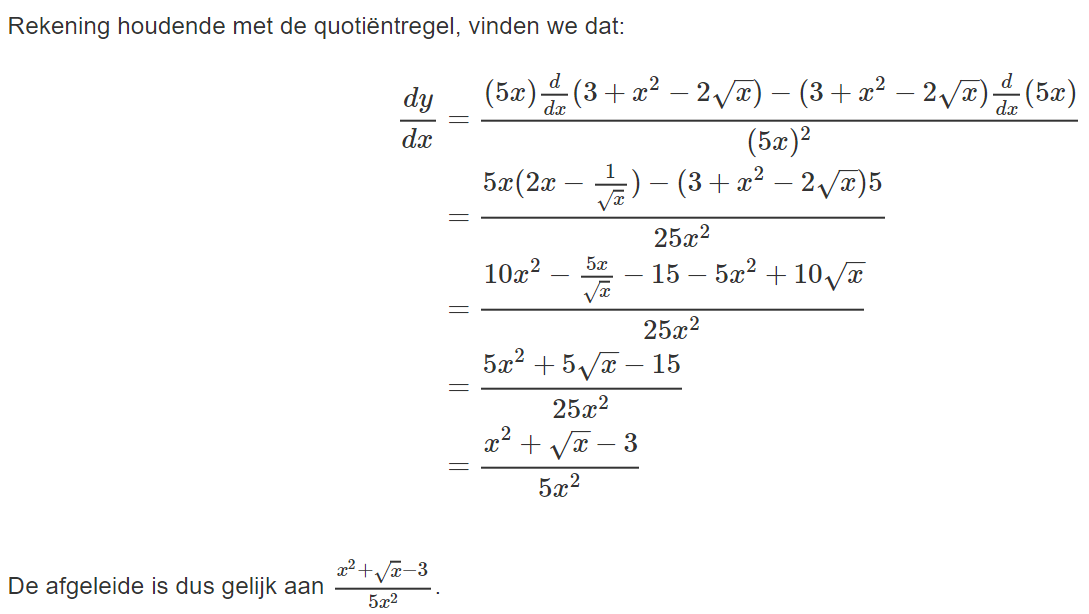 Rekening houdende met de quotiëntregel, vinden we dat:
$\frac{dy}{dx} = \frac{(5x)\frac{d}{dx}(3+x^2-2\sqrt{x})-(3+x^2-2\sqrt{x})\frac{d}{dx}(5x)}{(5x)^2}$
$= \frac{5x(2x-\frac{1}{\sqrt{x}})-(3+x^2-2\sqrt{x})5}{25x^2}$
$= \frac{10x^2-\frac{5x}{\sqrt{x}}-15-5x^2+10\sqrt{x}}{25x^2}$
$= \frac{5x^2+5\sqrt{x}-15}{25x^2}$
$= \frac{x^2+\sqrt{x}-3}{5x^2}$
De afgeleide is dus gelijk aan $\frac{x^2+\sqrt{x}-3}{5x^2}$.